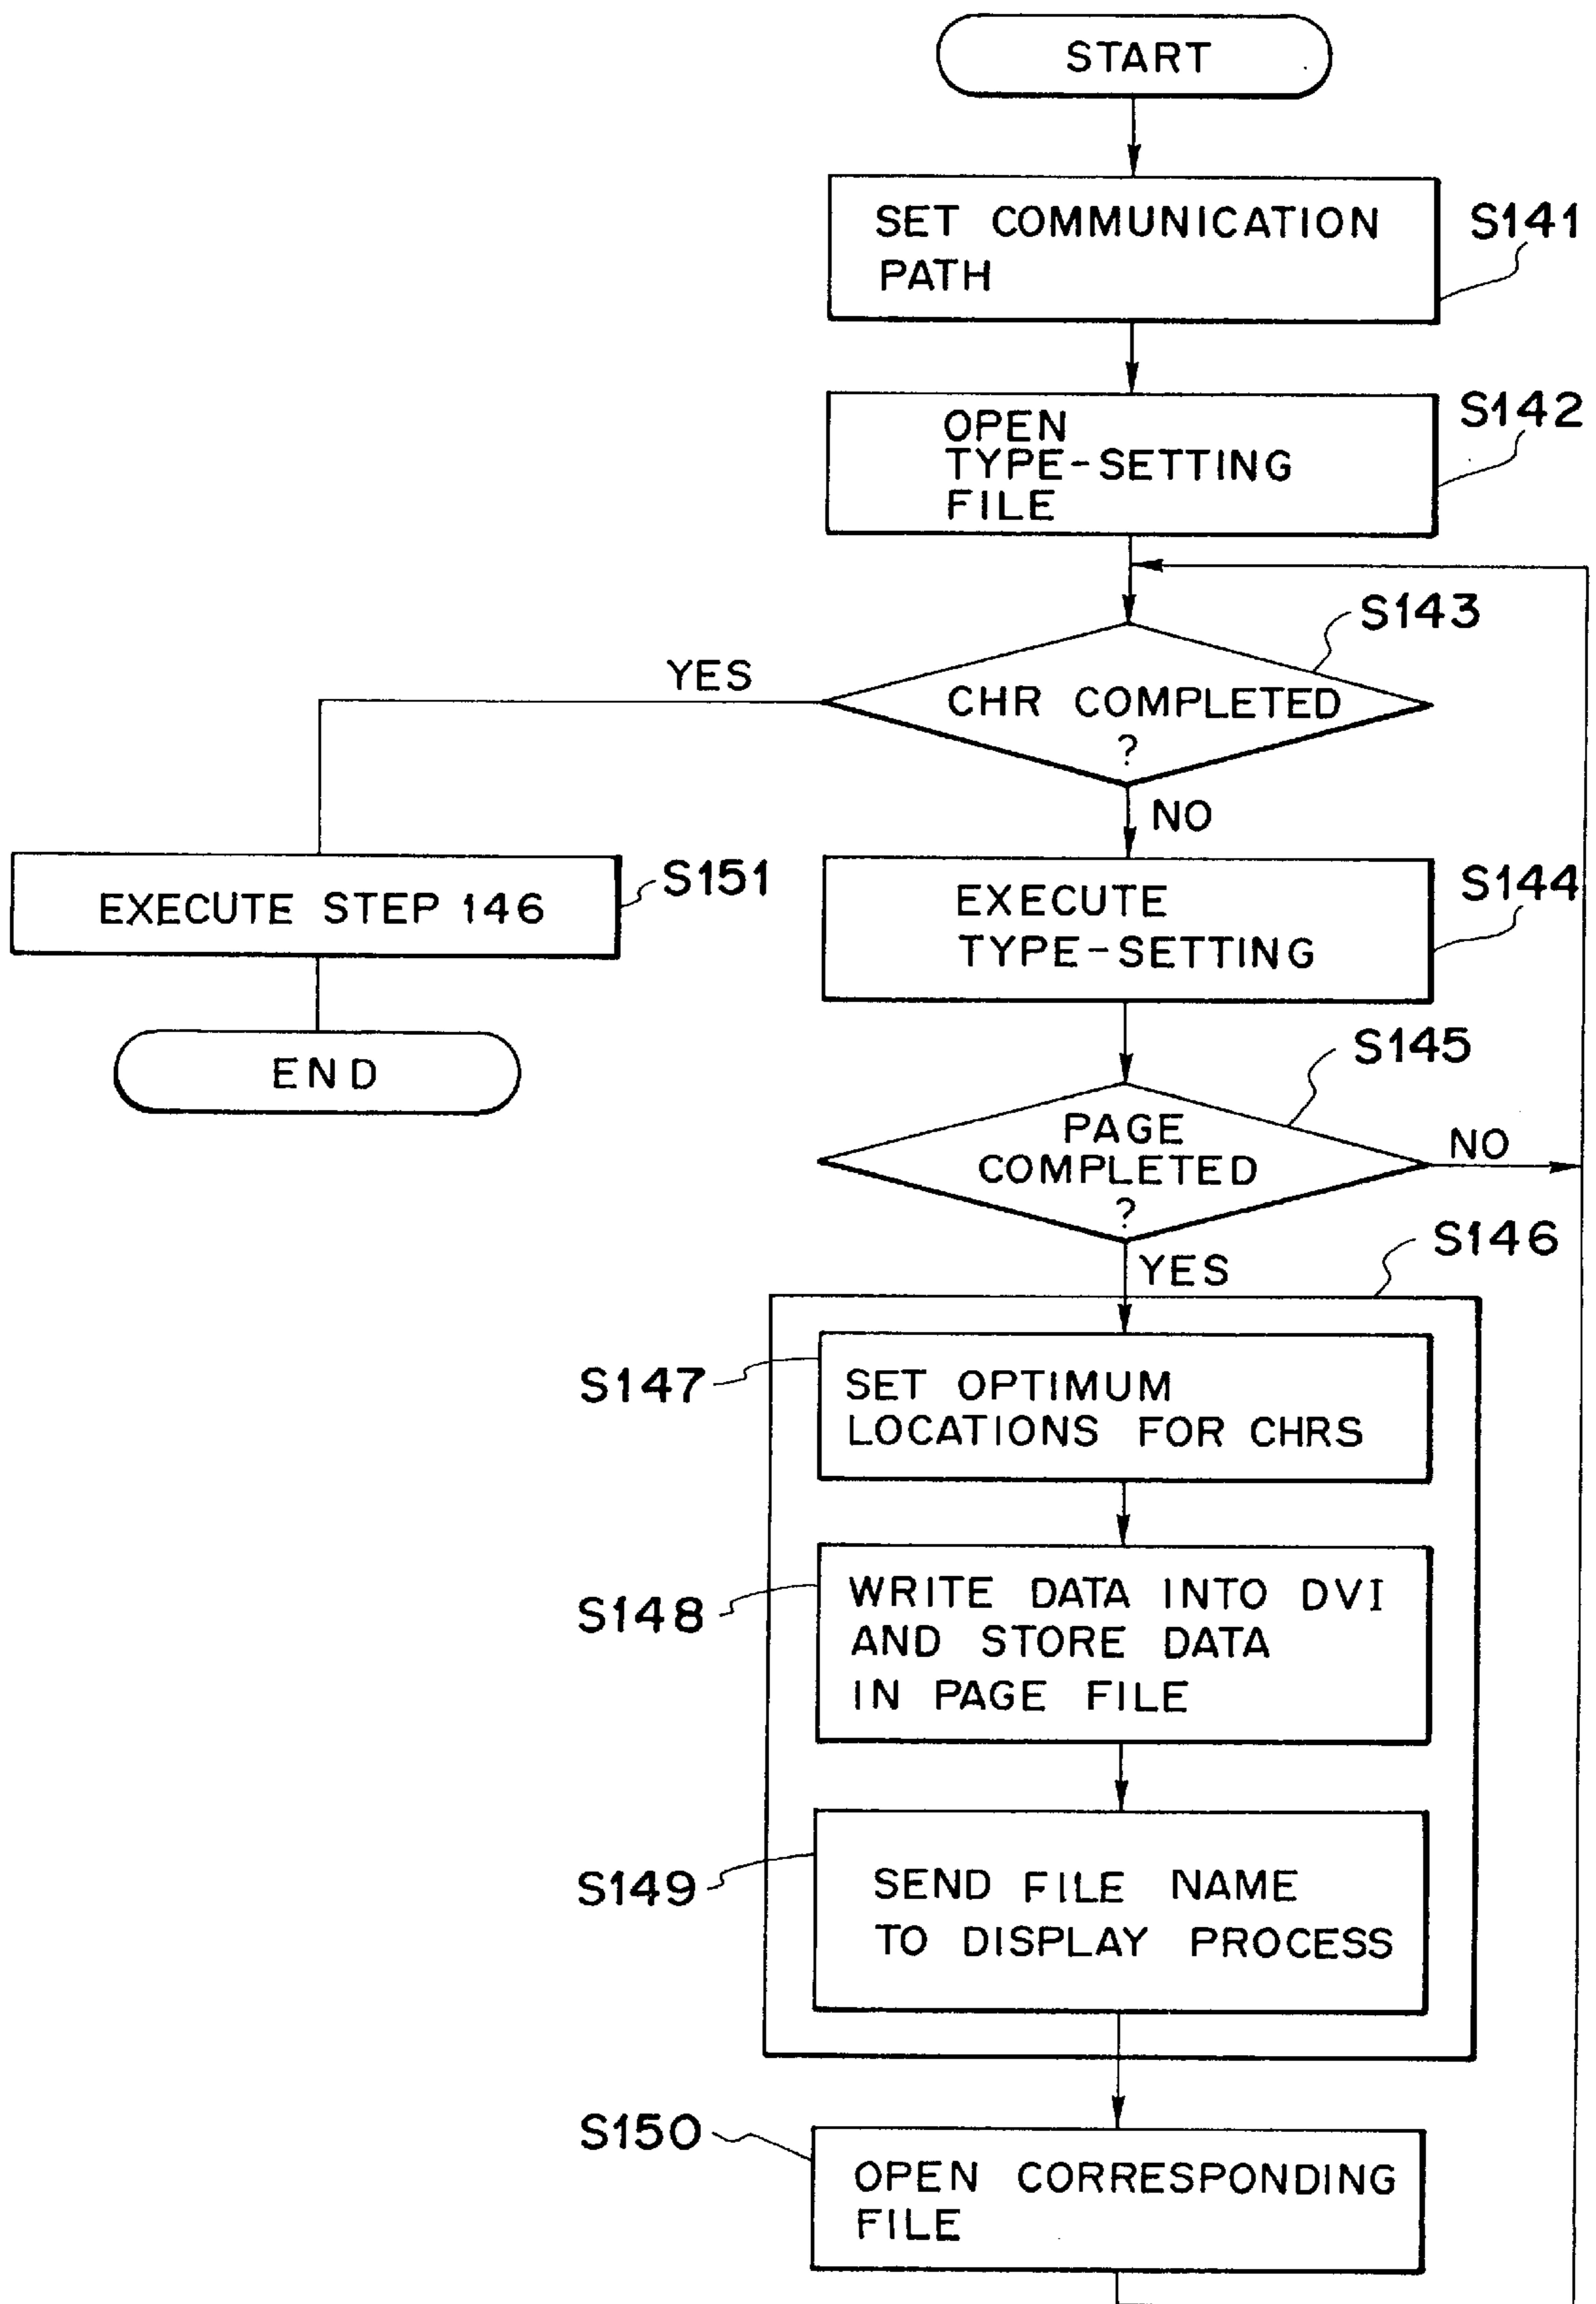 START
SET COMMUNICATION
PATH
S141
OPEN
TYPE-SETTING
FILE
S142
S143
YES
CHR COMPLETED
?
NO
EXECUTE STEP 146
S151
EXECUTE
TYPE-SETTING
S144
END
S145
PAGE
COMPLETED
?
NO
YES
S146
S147
SET OPTIMUM
LOCATIONS FOR CHRS
S148
WRITE DATA INTO DVI
AND STORE DATA
IN PAGE FILE
S149
SEND FILE NAME
TO DISPLAY PROCESS
S150
OPEN CORRESPONDING
FILE